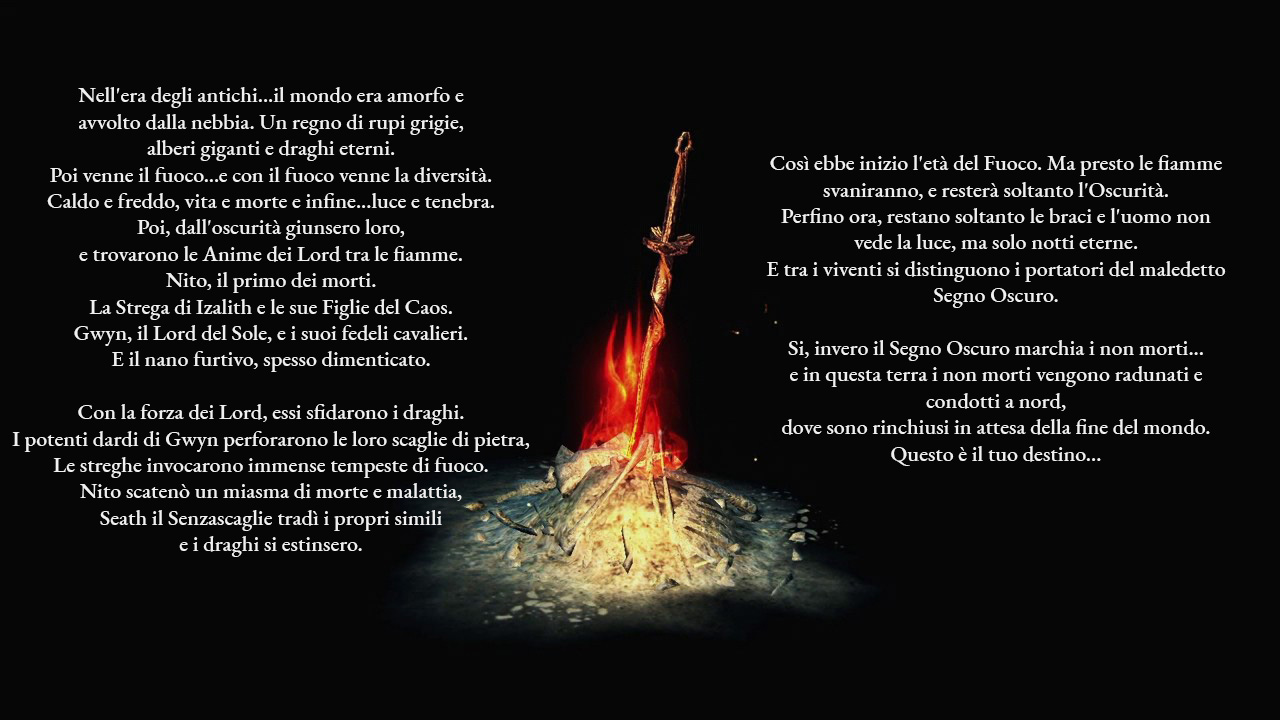 Nell'era degli antichi...il mondo era amorfo e
avvolto dalla nebbia. Un regno di rupi grigie,
alberi giganti e draghi eterni.
Poi venne il fuoco...e con il fuoco venne la diversità.
Caldo e freddo, vita e morte e infine...luce e tenebra.
Poi, dall'oscurità giunsero loro,
e trovarono le Anime dei Lord tra le fiamme.
Nito, il primo dei morti.
La Strega di Izalith e le sue Figlie del Caos.
Gwyn, il Lord del Sole, e i suoi fedeli cavalieri.
E il nano furtivo, spesso dimenticato.
Con la forza dei Lord, essi sfidarono i draghi.
I potenti dardi di Gwyn perforarono le loro scaglie di pietra,
Le streghe invocarono immense tempeste di fuoco.
Nito scatenò un miasma di morte e malattia,
Seath il Senzascaglie tradì i propri simili
e i draghi si estinsero.
Così ebbe inizio l'età del Fuoco. Ma presto le fiamme
svaniranno, e resterà soltanto l'Oscurità.
Perfino ora, restano soltanto le braci e l'uomo non
vede la luce, ma solo notti eterne.
E tra i viventi si distinguono i portatori del maledetto
Segno Oscuro.
Si, invero il Segno Oscuro marchia i non morti...
e in questa terra i non morti vengono radunati e
condotti a nord,
dove sono rinchiusi in attesa della fine del mondo.
Questo è il tuo destino...